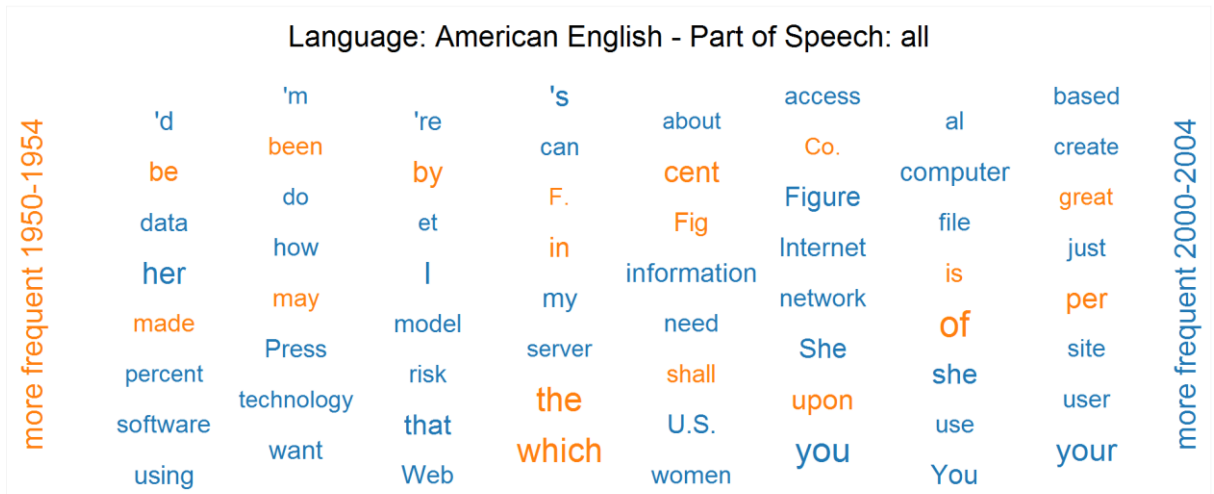 Language: American English - Part of Speech: all
more frequent 1950-1954
'm 's access based
'd 're about al
been can Co. create
be by cent computer
do F. Figure great
data et Fig file
how in Internet just
her I information is
may my network per
made model need of
Press server She site
percent risk shall she
technology the upon user
software that U.S. use
want which you your
using Web women You
more frequent 2000-2004